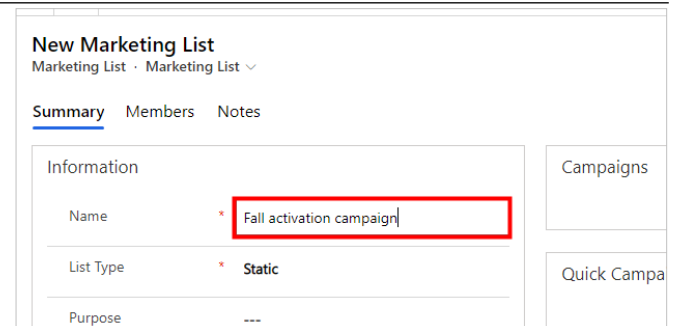 New Marketing List
Marketing List · Marketing List
Summary Members Notes
Information
Campaigns
Name * Fall activation campaign
List Type * Static
Quick Campa
Purpose ---